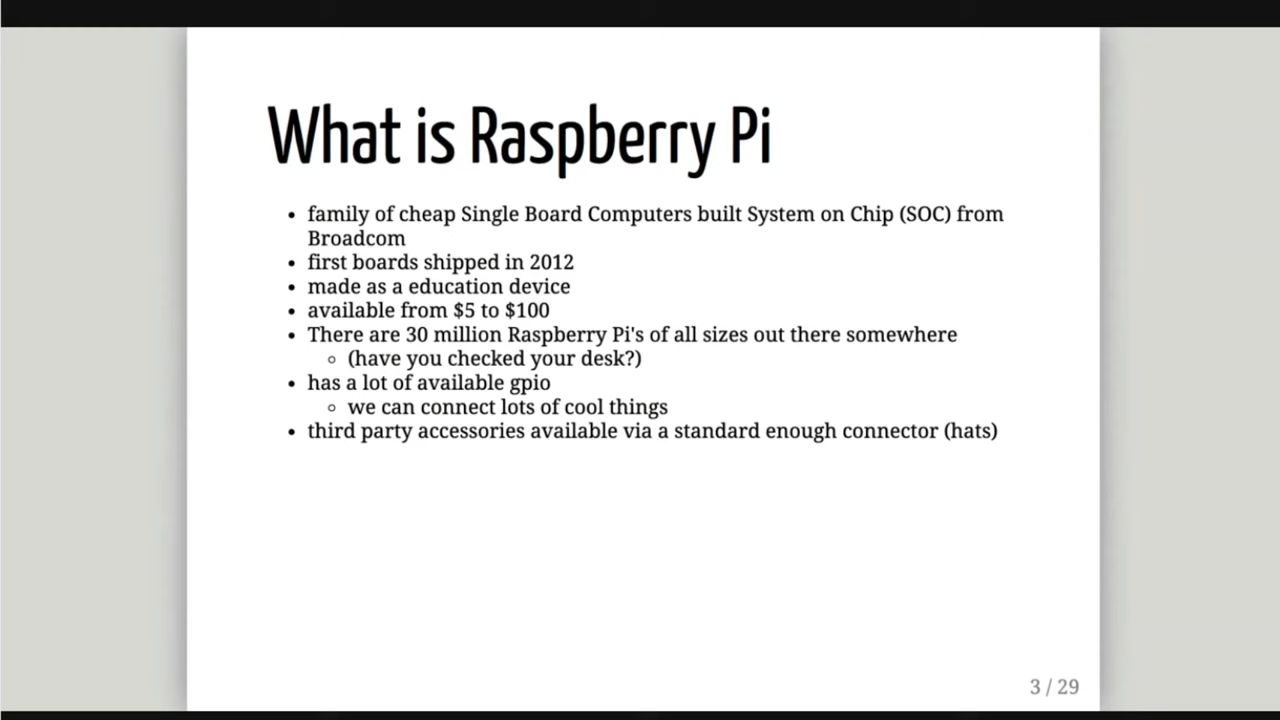 What is Raspberry Pi
• family of cheap Single Board Computers built System on Chip (SOC) from
Broadcom
• first boards shipped in 2012
• made as a education device
• available from $5 to $100
• There are 30 million Raspberry Pi's of all sizes out there somewhere
◦ (have you checked your desk?)
• has a lot of available gpio
◦ we can connect lots of cool things
• third party accessories available via a standard enough connector (hats)
3 / 29